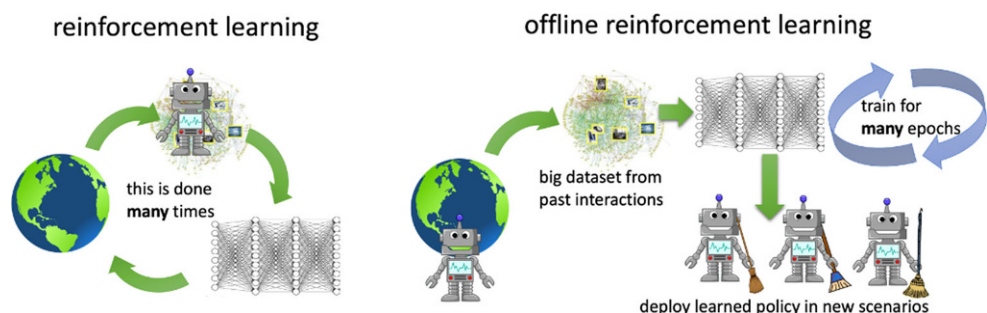 reinforcement learning
this is done
many times
offline reinforcement learning
big dataset from
past interactions
train for
many epochs
deploy learned policy in new scenarios